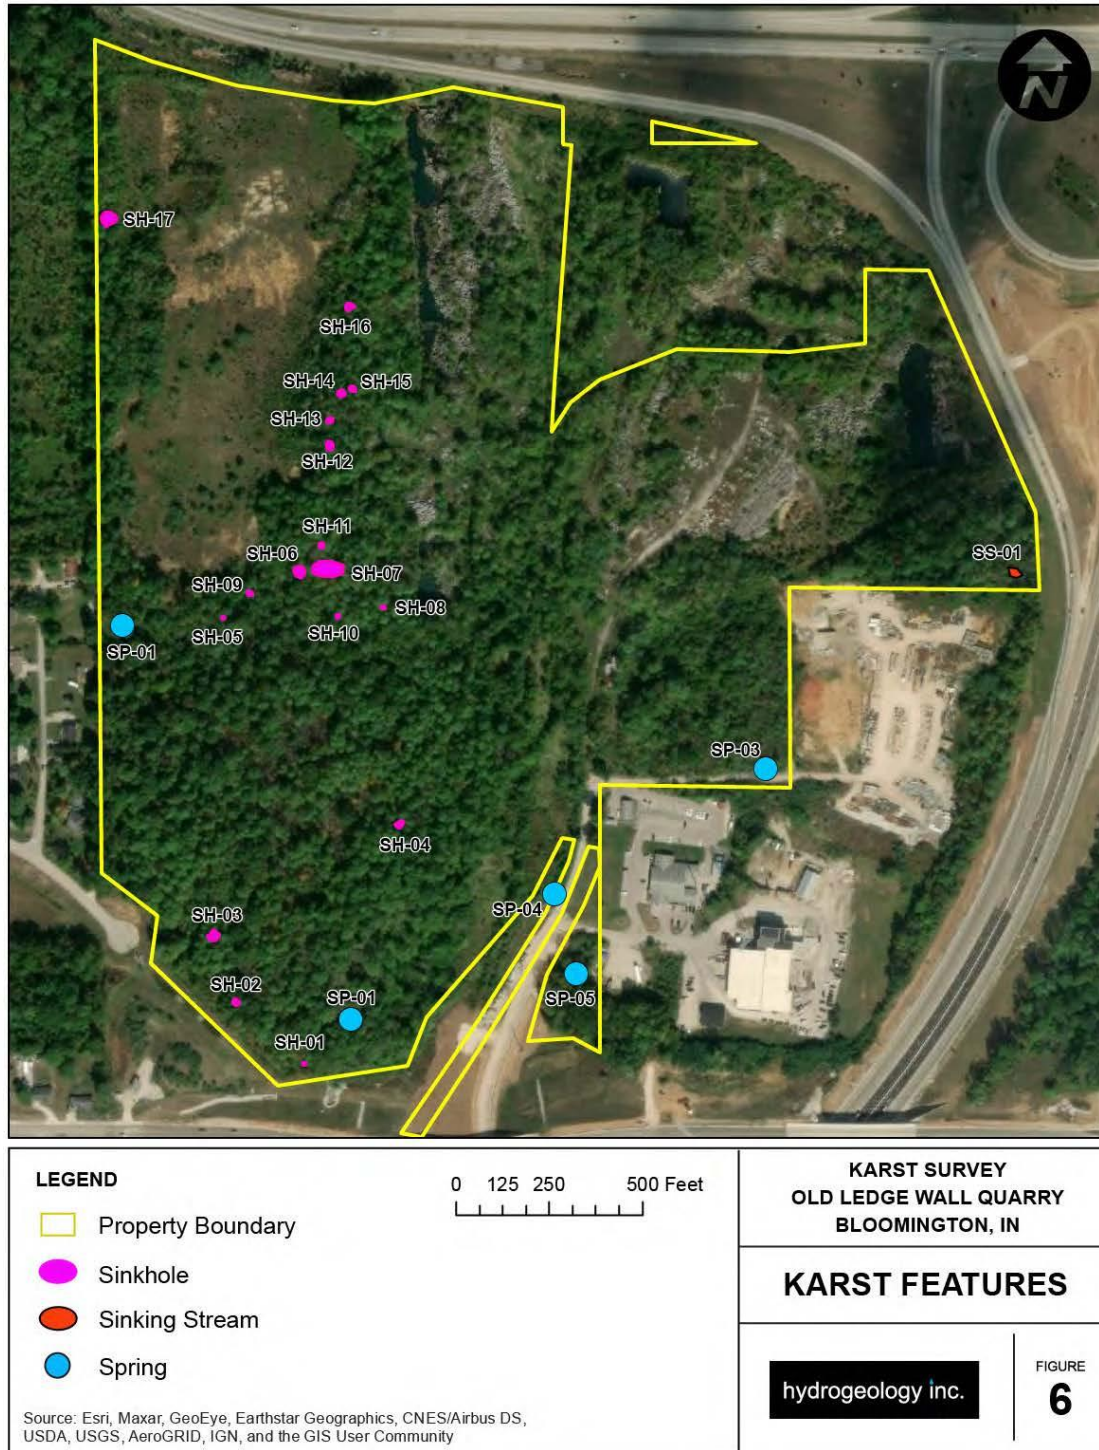 N
SH-17
SH-16
SH-14
SH-15
SH-13
SH-12
SH-11
SH-06
SH-07
SS-01
SH-09
SH-08
SH-05
SH-10
SP-01
SP-03
SH-04
SP-04
SH-03
SH-02
SP-01
SP-05
SH-01
LEGEND
Property Boundary
Sinkhole
Sinking Stream
Spring
0 125 250 500 Feet
Source: Esri, Maxar, GeoEye, Earthstar Geographics, CNES/Airbus DS,
USDA, USGS, AeroGRID, IGN, and the GIS User Community
KARST SURVEY
OLD LEDGE WALL QUARRY
BLOOMINGTON, IN
KARST FEATURES
hydrogeology inc.
FIGURE
6